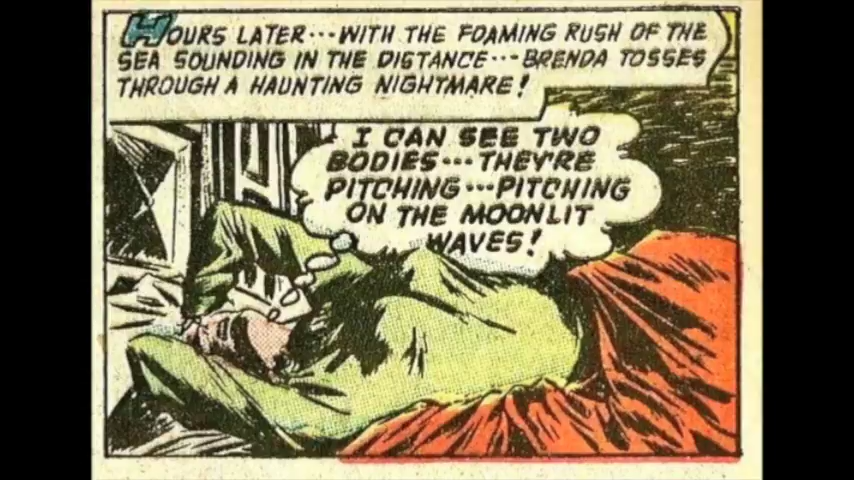 HOURS LATER...WITH THE FOAMING RUSH OF THE
SEA SOUNDING IN THE DISTANCE...BRENDA TOSSES
THROUGH A HAUNTING NIGHTMARE!
I CAN SEE TWO
BODIES...THEY'RE
PITCHING...PITCHING
ON THE MOONLIT
WAVES!